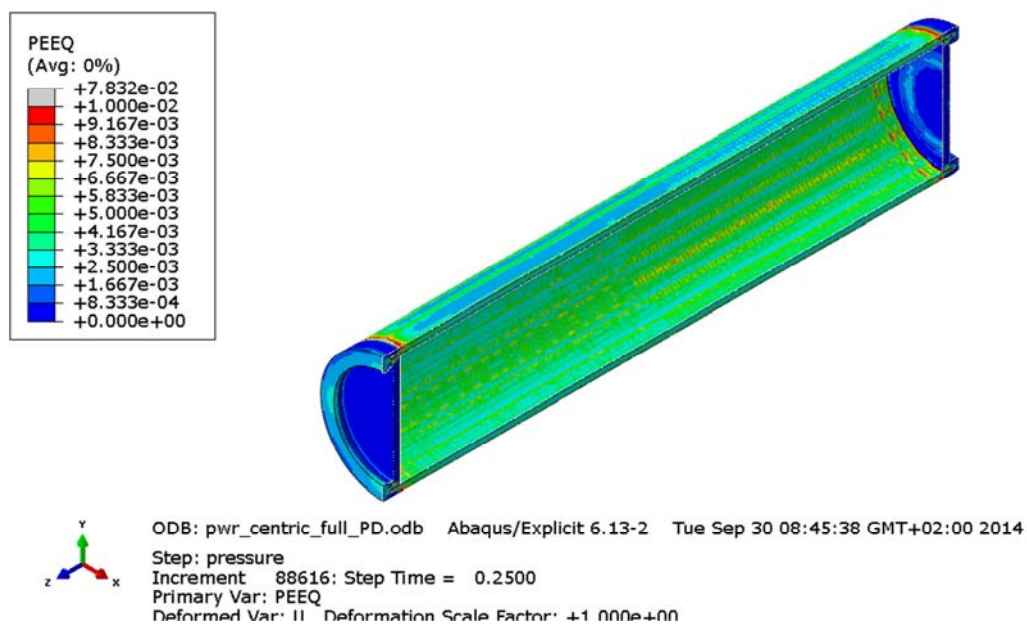 PEEQ
(Avg: 0%)
+7.832e-02
+1.000e-02
+9.167e-03
+8.333e-03
+7.500e-03
+6.667e-03
+5.833e-03
+5.000e-03
+4.167e-03
+3.333e-03
+2.500e-03
+1.667e-03
+8.333e-04
+0.000e+00
Y
Z X
ODB: pwr_centric_full_PD.odb Abaqus/Explicit 6.13-2 Tue Sep 30 08:45:38 GMT+02:00 2014
Step: pressure
Increment 88616: Step Time = 0.2500
Primary Var: PEEQ
Deformed Var: U Deformation Scale Factor: +1.000e+00